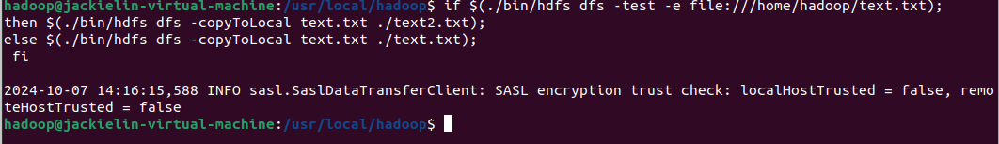 hadoop@jackielin-virtual-machine:/usr/local/hadoop$ if $(./bin/hdfs dfs -test -e file:///home/hadoop/text.txt);
then $(./bin/hdfs dfs -copyToLocal text.txt ./text2.txt);
else $(./bin/hdfs dfs -copyToLocal text.txt ./text.txt);
 fi
2024-10-07 14:16:15,588 INFO sasl.SaslDataTransferClient: SASL encryption trust check: localHostTrusted = false, remo
teHostTrusted = false
hadoop@jackielin-virtual-machine:/usr/local/hadoop$